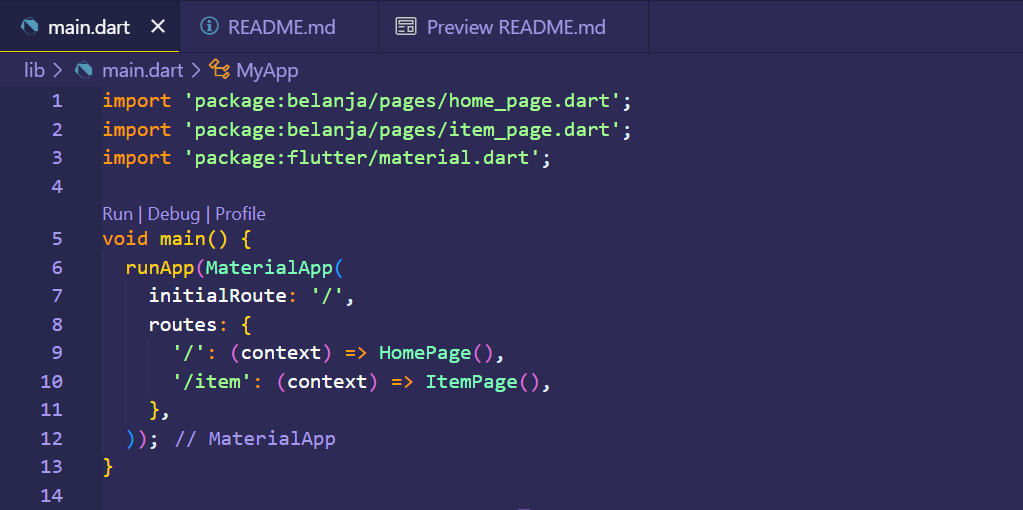 main.dart README.md Preview README.md
lib > main.dart > MyApp
1 import 'package:belanja/pages/home_page.dart';
2 import 'package:belanja/pages/item_page.dart';
3 import 'package:flutter/material.dart';
4
Run | Debug | Profile
5 void main() {
6   runApp(MaterialApp(
7     initialRoute: '/',
8     routes: {
9       '/': (context) => HomePage(),
10       '/item': (context) => ItemPage(),
11     },
12   )); // MaterialApp
13 }
14